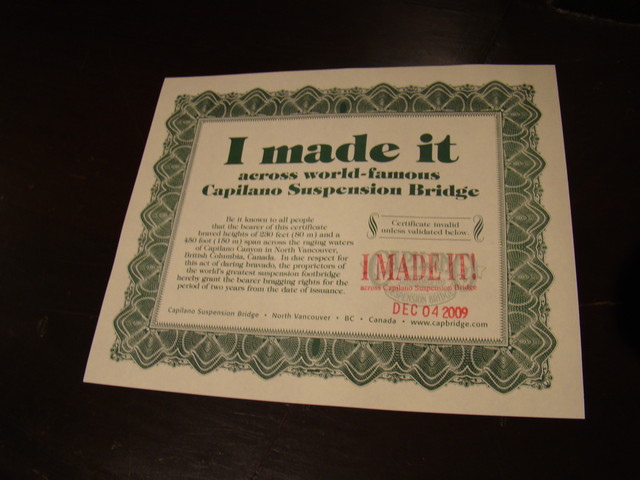 I made it
across world-famous
Capilano Suspension Bridge
Be it known to all people
that the bearer of this certificate
braved heights of 230 feet (80 m) and a
450 foot (150 m) span across the raging waters
of Capilano Canyon in North Vancouver,
British Columbia, Canada. In due respect for
this act of daring bravado, the proprietors of
the world's greatest suspension footbridge
hereby grant the bearer bragging rights for the
period of two years from the date of issuance.
Certificate invalid
unless validated below.
I MADE IT!
across Capilano Suspension Bridge
SUSPENSION BRIDGE
DEC 04 2009
Capilano Suspension Bridge • North Vancouver • BC • Canada • www.capbridge.com